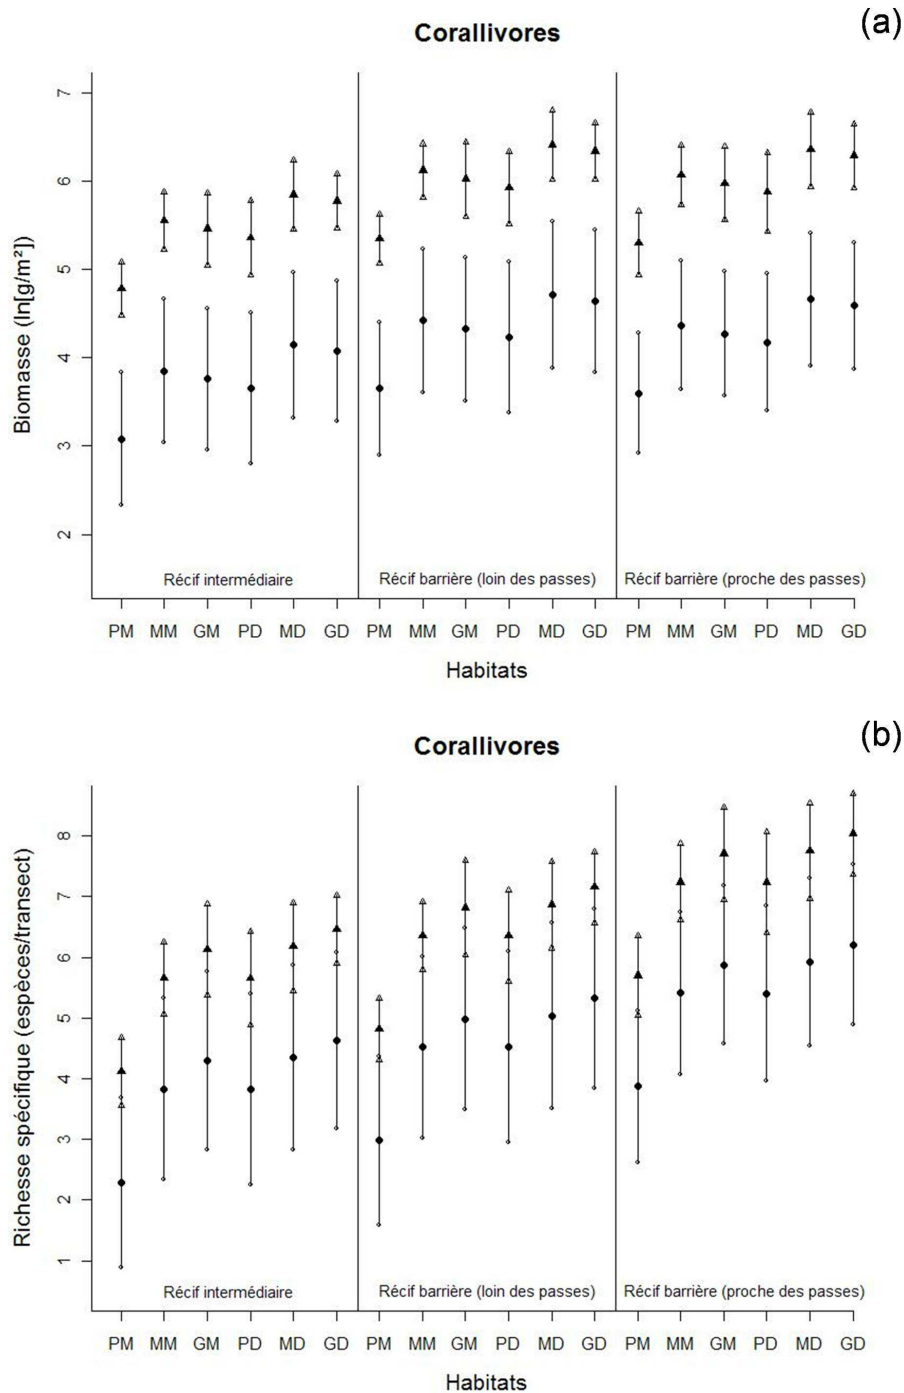 (a)
Corallivores
Biomasse (ln[g/m²])
7
6
5
4
3
2
Récif intermédiaire
Récif barrière (loin des passes)
Récif barrière (proche des passes)
PM MM GM PD MD GD PM MM GM PD MD GD PM MM GM PD MD GD
Habitats
(b)
Corallivores
Richesse spécifique (espèces/transect)
8
7
6
5
4
3
2
1
Récif intermédiaire
Récif barrière (loin des passes)
Récif barrière (proche des passes)
PM MM GM PD MD GD PM MM GM PD MD GD PM MM GM PD MD GD
Habitats